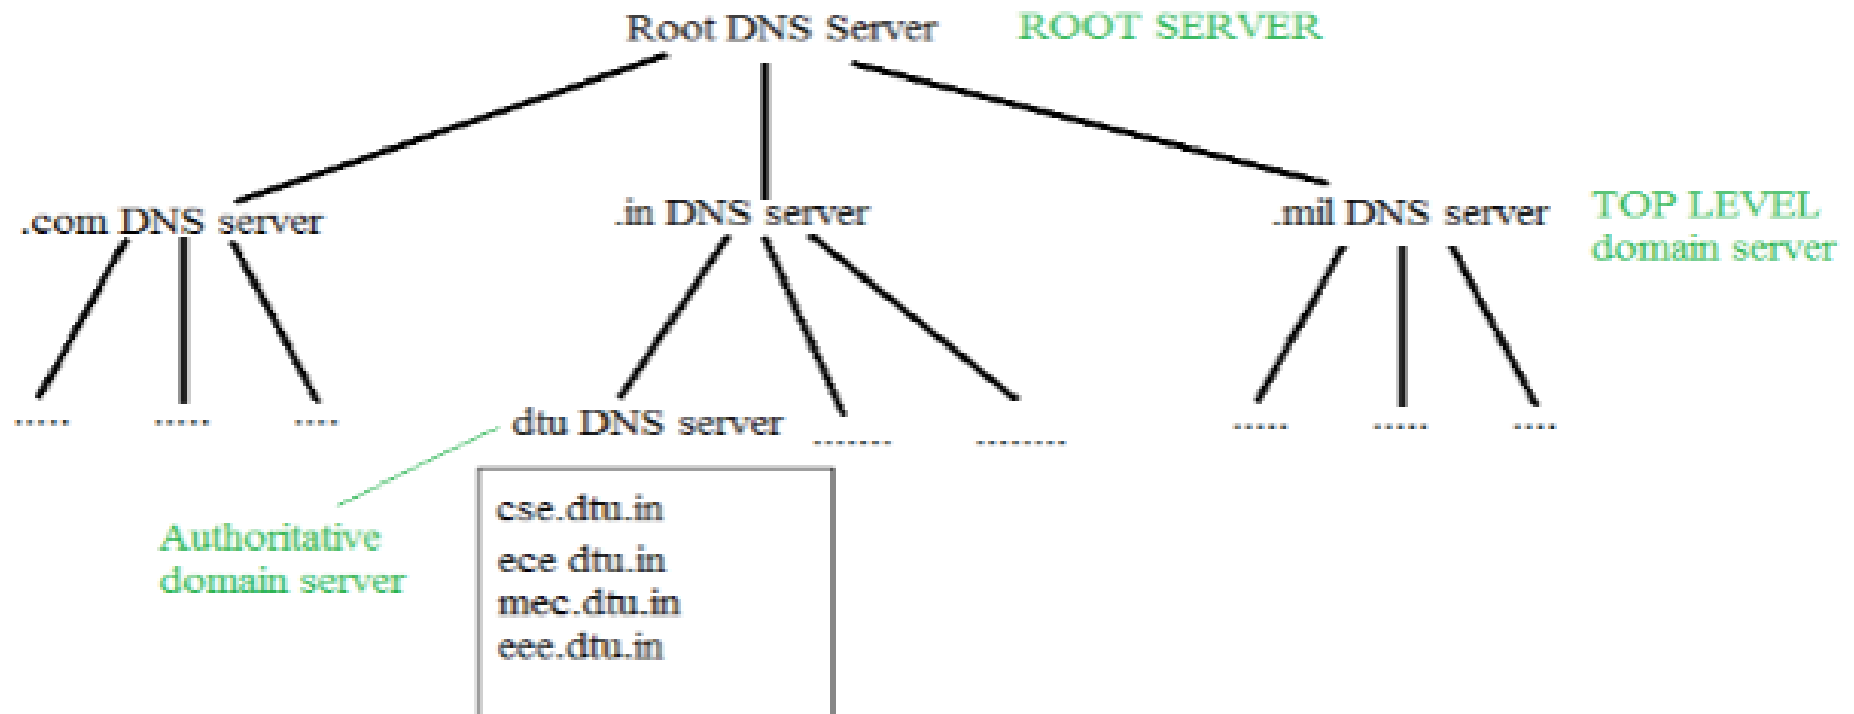 Root DNS Server
ROOT SERVER
.com DNS server
.in DNS server
.mil DNS server
TOP LEVEL
domain server
.....
.....
....
dtu DNS server
.......
........
.....
.....
....
Authoritative
domain server
cse.dtu.in
ece dtu.in
mec.dtu.in
eee.dtu.in